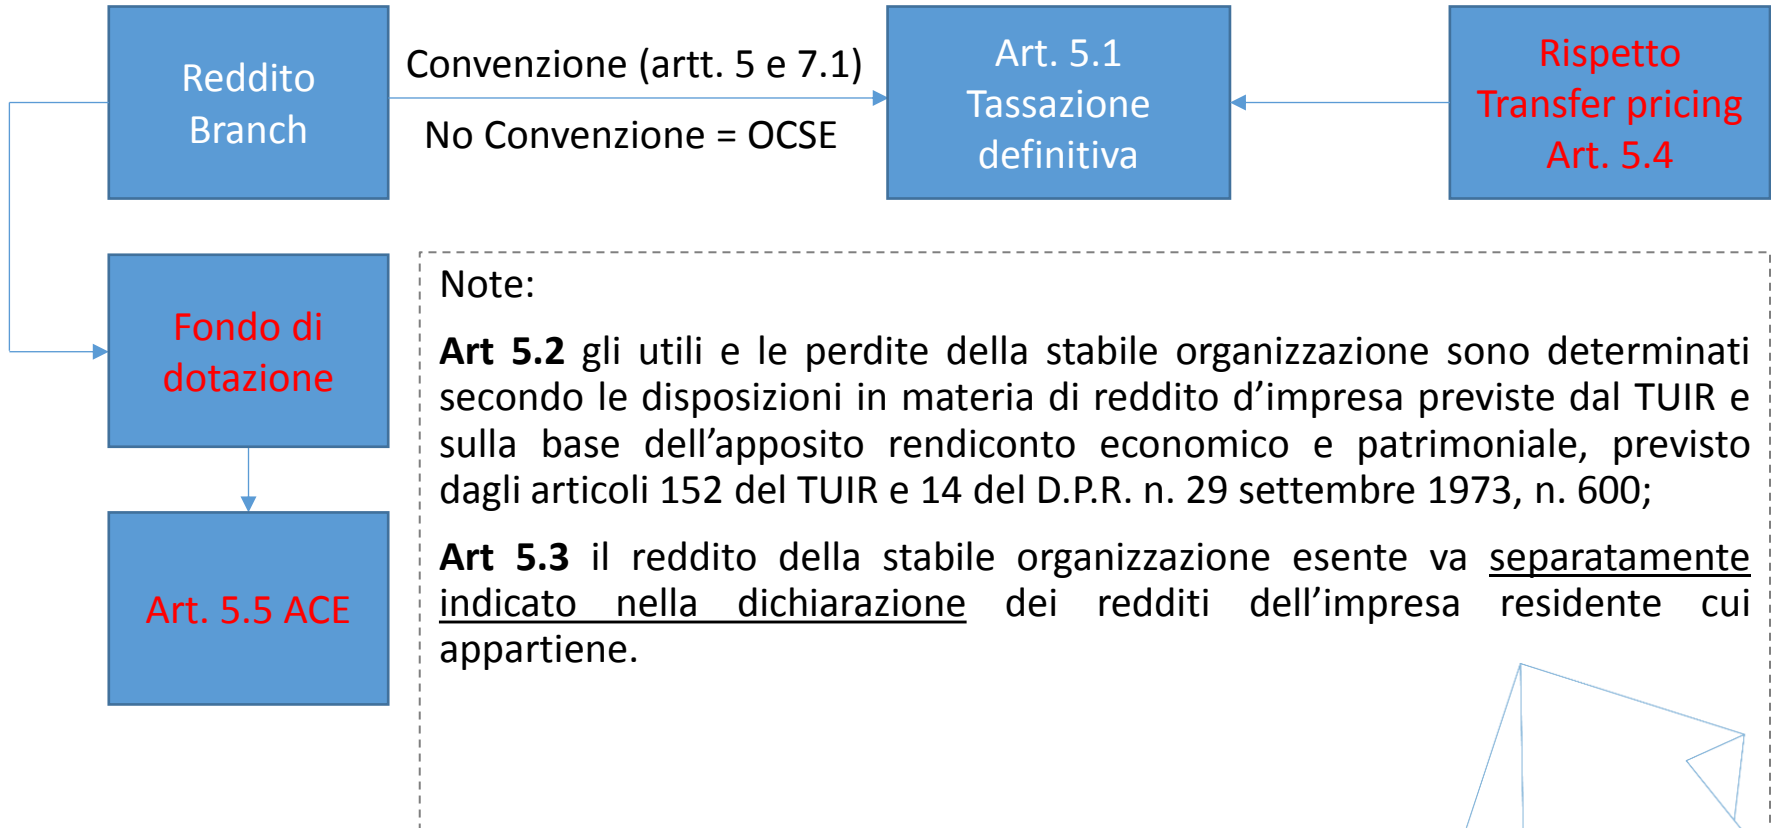 Reddito
Branch
Convenzione (artt. 5 e 7.1)
No Convenzione = OCSE
Art. 5.1
Tassazione
definitiva
Rispetto
Transfer pricing
Art. 5.4
Fondo di
dotazione
Art. 5.5 ACE
Note:
Art 5.2 gli utili e le perdite della stabile organizzazione sono determinati
secondo le disposizioni in materia di reddito d’impresa previste dal TUIR e
sulla base dell’apposito rendiconto economico e patrimoniale, previsto
dagli articoli 152 del TUIR e 14 del D.P.R. n. 29 settembre 1973, n. 600;
Art 5.3 il reddito della stabile organizzazione esente va separatamente
indicato nella dichiarazione dei redditi dell’impresa residente cui
appartiene.